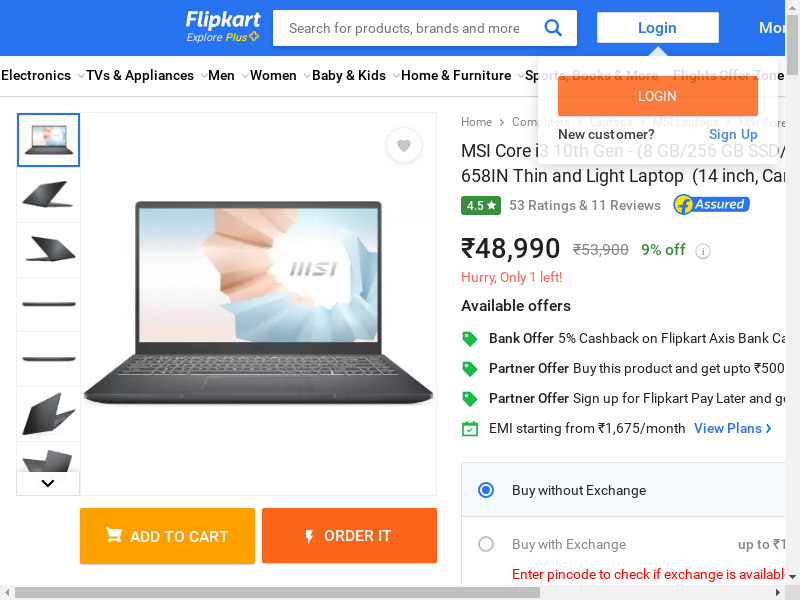 Flipkart
Explore Plus
Search for products, brands and more
Login
Electronics
TVs & Appliances
Men
Women
Baby & Kids
Home & Furniture
Sports, Books & More
Flights
Offer Zone
LOGIN
New customer?
Sign Up
Home
Computers
Laptops
MSI Laptops
MSI Core
MSI Core i3 10th Gen - (8 GB/256 GB SSD/
658IN Thin and Light Laptop (14 inch,
4.5
53 Ratings & 11 Reviews
Assured
₹48,990
₹53,900
9% off
i
Hurry, Only 1 left!
Available offers
Bank Offer 5% Cashback on Flipkart Axis Bank
Partner Offer Buy this product and get upto ₹500
Partner Offer Sign up for Flipkart Pay Later and
EMI starting from ₹1,675/month
View Plans
msi
ADD TO CART
ORDER IT
Buy without Exchange
Buy with Exchange
up to ₹1
Enter pincode to check if exchange is